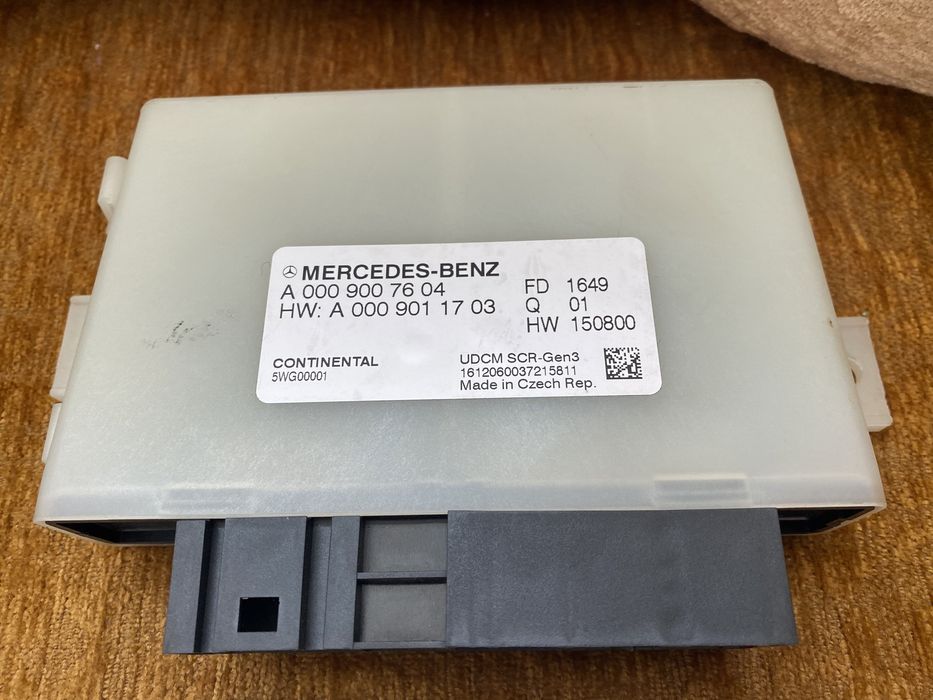 MERCEDES-BENZ
A 000 900 76 04
HW: A 000 901 17 03
FD 1649
Q 01
HW 150800
CONTINENTAL
5WG00001
UDCM SCR-Gen3
1612060037215811
Made in Czech Rep.